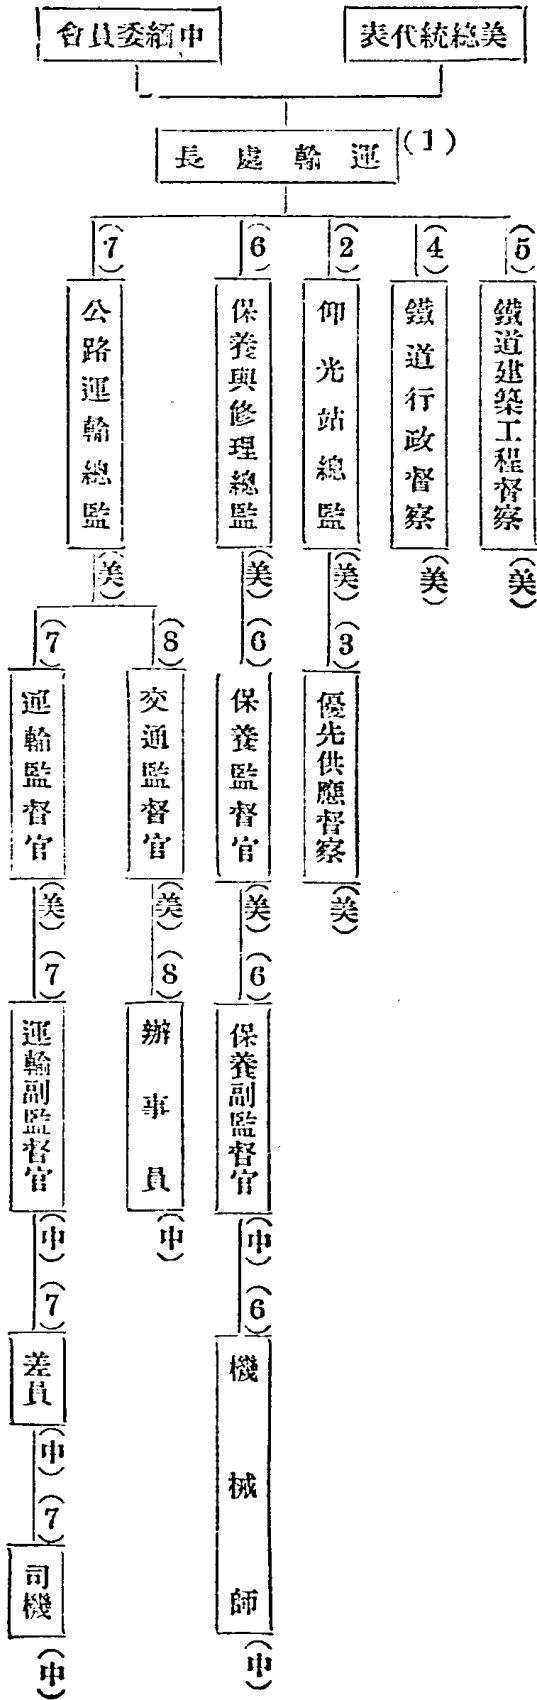 美總統代表
中緬委員會
運輸處長
(1)
(5)
鐵道建築工程督察
(美)
(4)
鐵道行政督察
(美)
(2)
仰光站總監
(美)
(3)
優先供應督察
(美)
(6)
保養與修理總監
(美)
(6)
保養監督官
(美)
(6)
保養副監督官
(中)
(6)
機械師
(中)
(7)
公路運輸總監
(美)
(8)
交通監督官
(美)
(8)
辦事員
(中)
(7)
運輸監督官
(美)
(7)
運輸副監督官
(中)
(7)
差員
(中)
(7)
司機
(中)